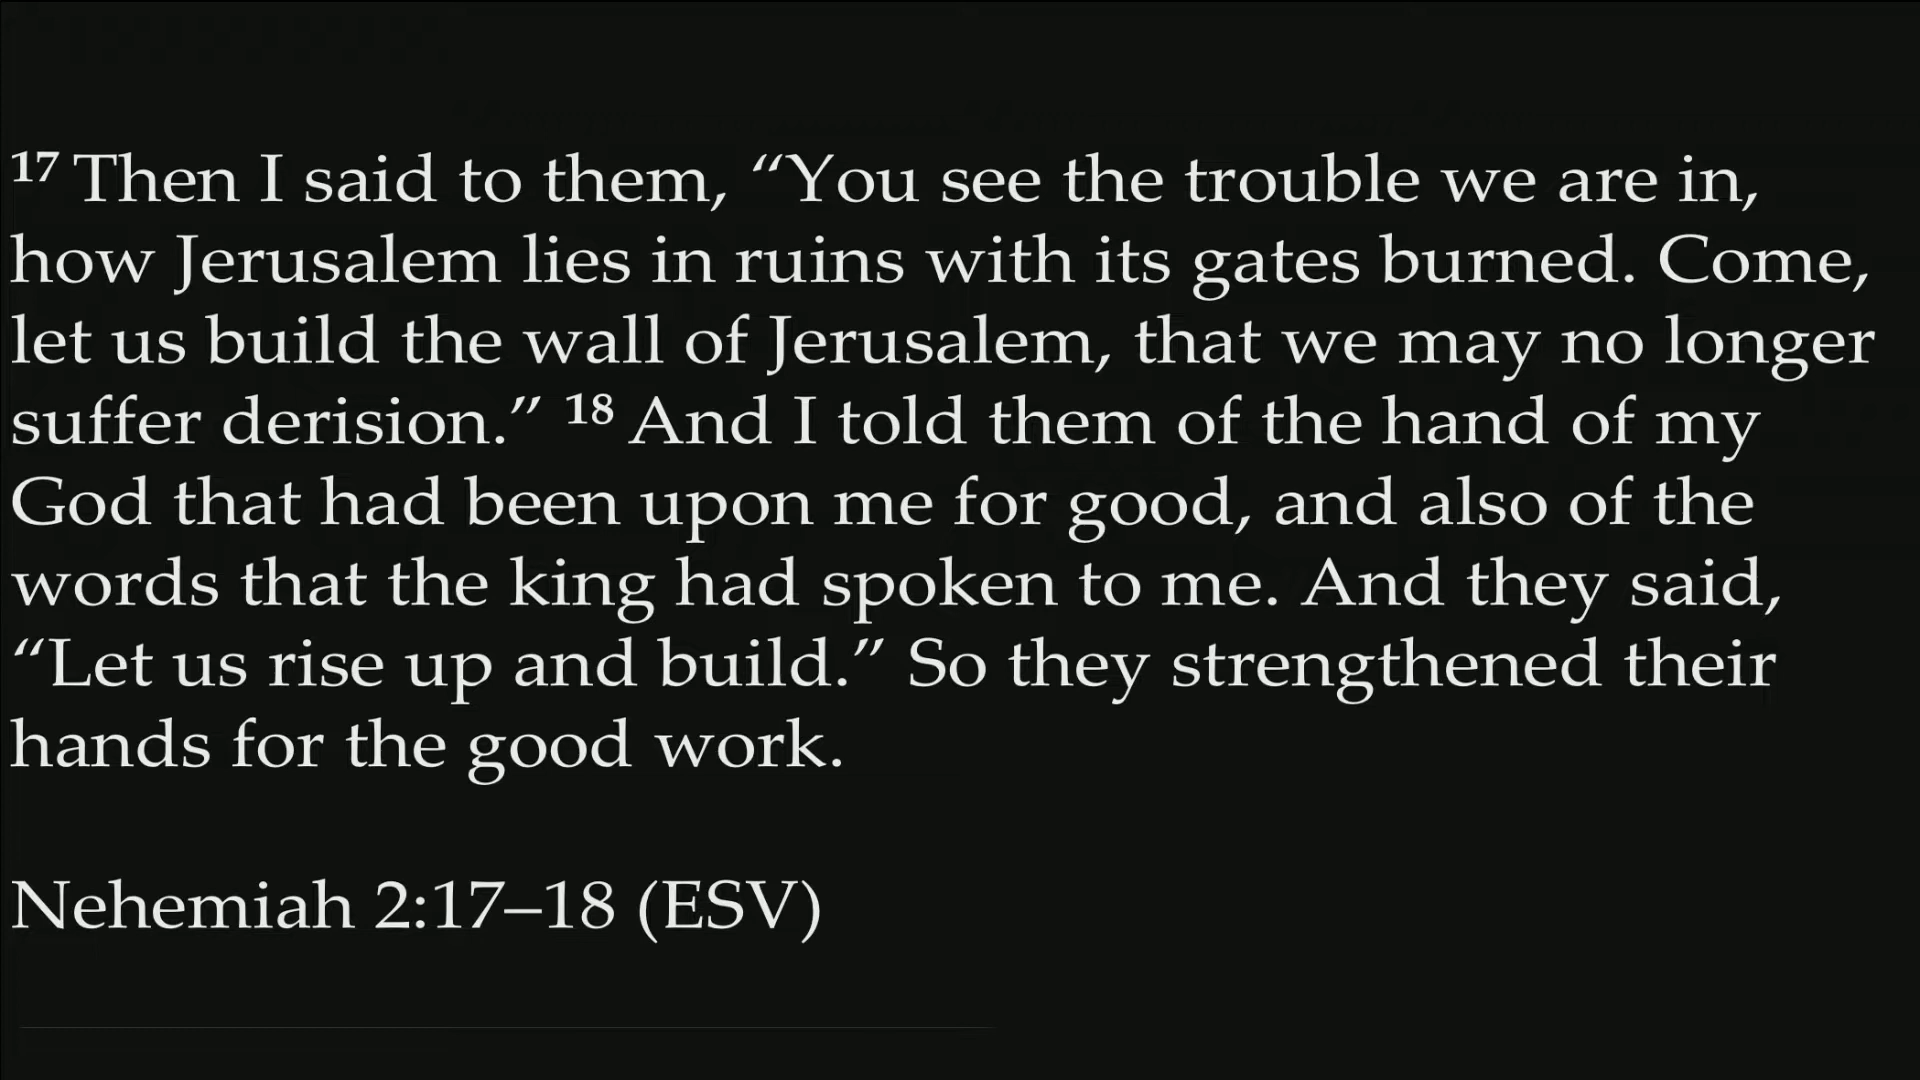 17 Then I said to them, “You see the trouble we are in,
how Jerusalem lies in ruins with its gates burned. Come,
let us build the wall of Jerusalem, that we may no longer
suffer derision.” 18 And I told them of the hand of my
God that had been upon me for good, and also of the
words that the king had spoken to me. And they said,
“Let us rise up and build.” So they strengthened their
hands for the good work.
Nehemiah 2:17–18 (ESV)